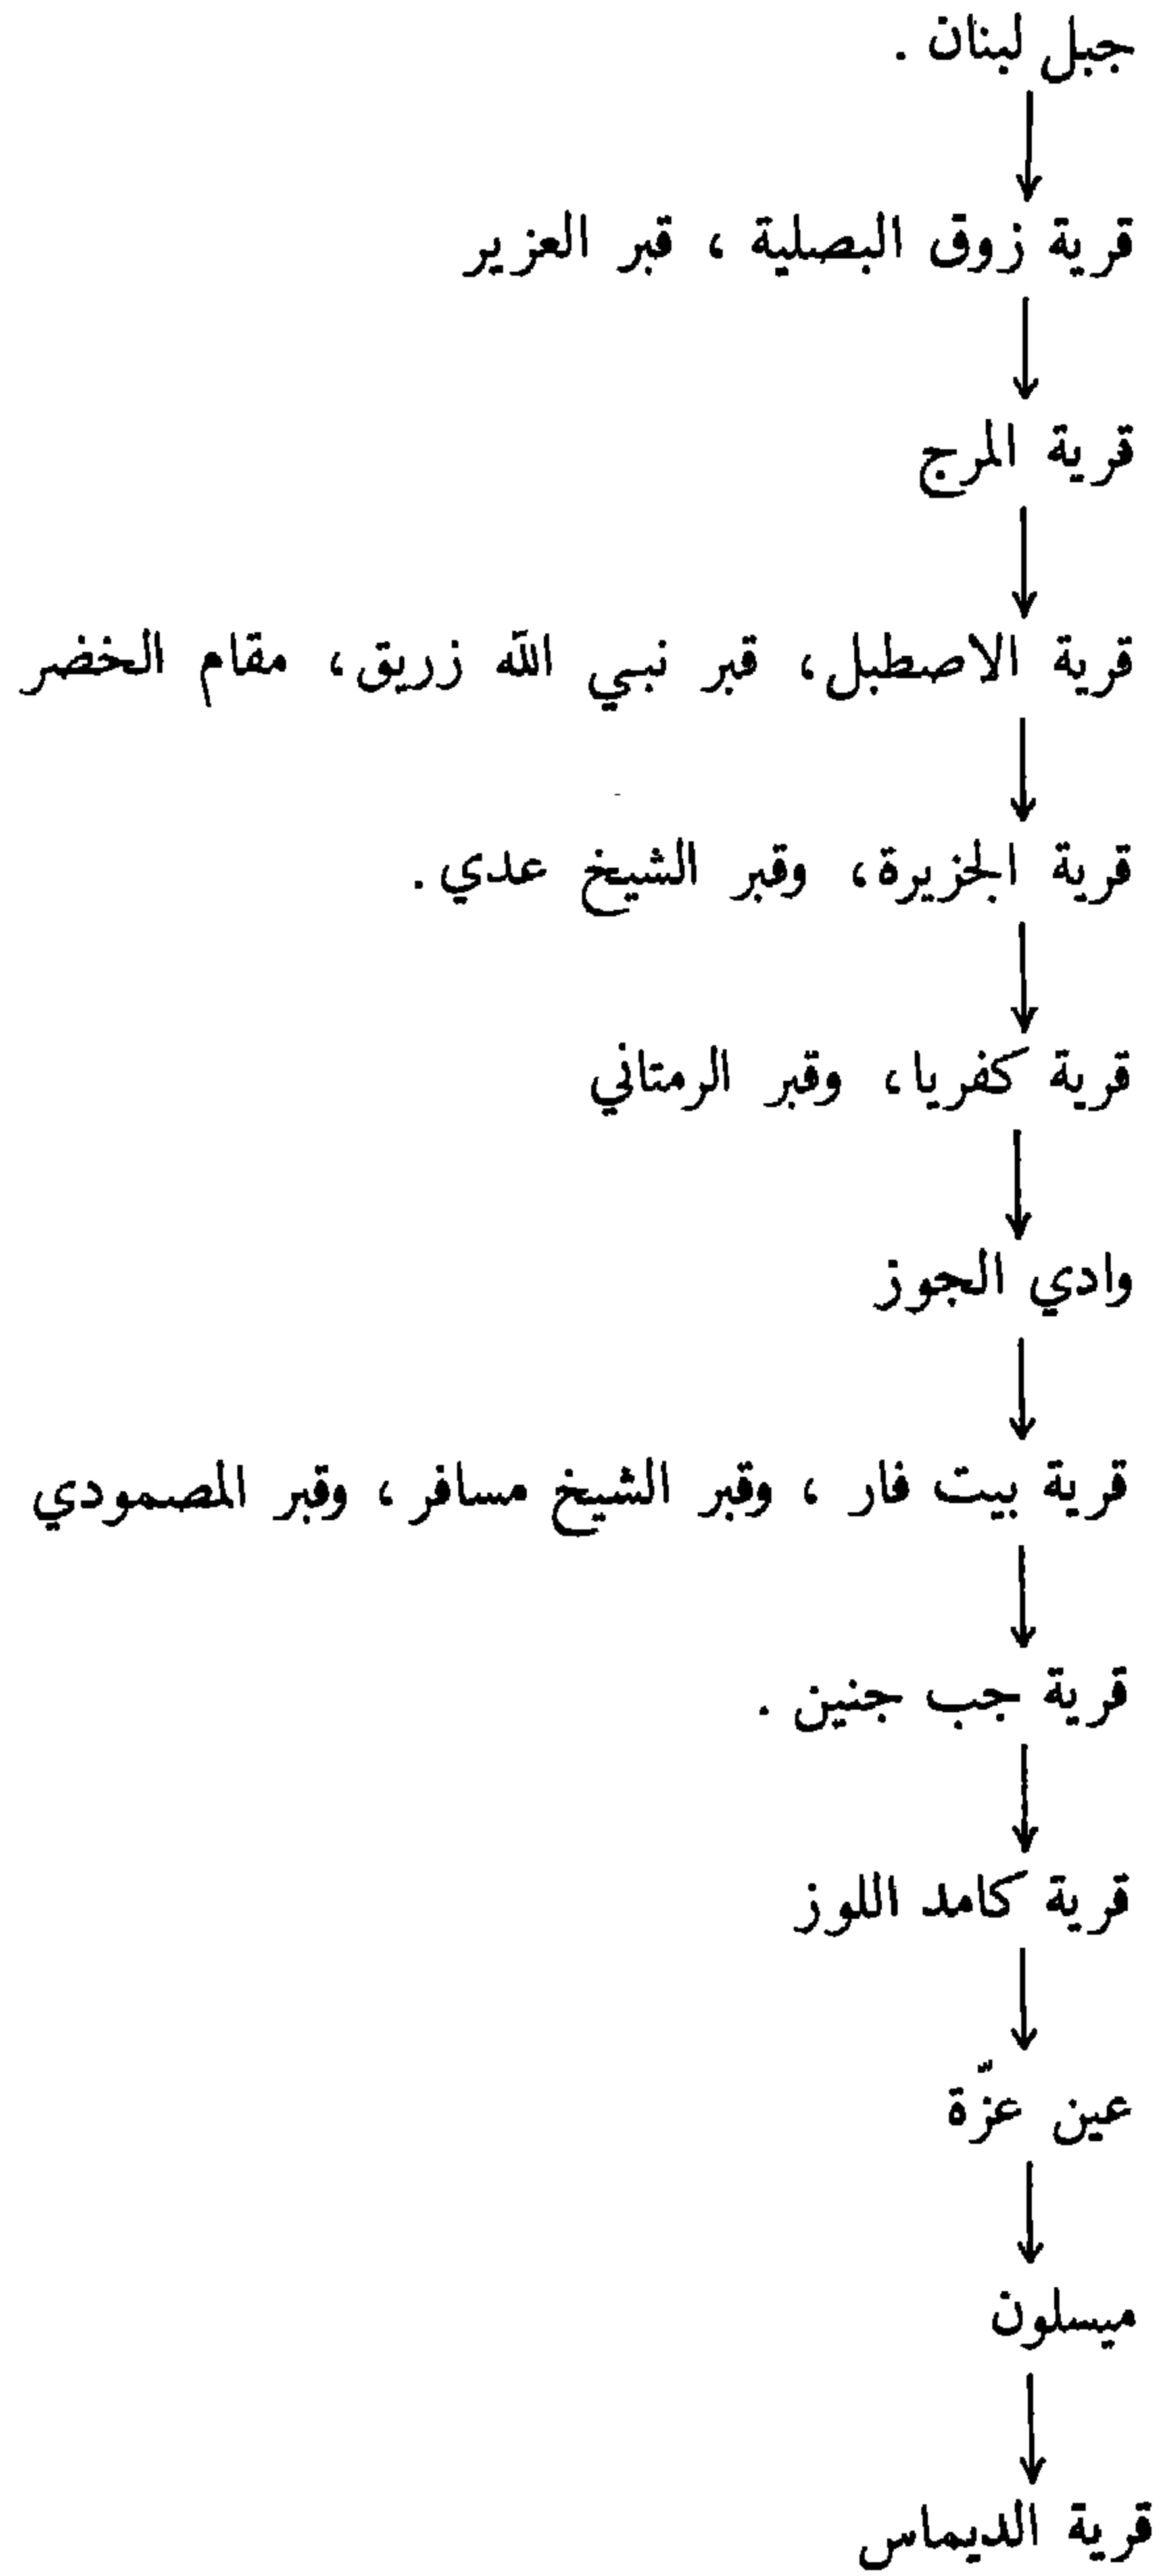 جبل لبنان .
قرية زوق البصلية ، قبر العزير
قرية المرج
قرية الاصطبل، قبر نبي الله زريق، مقام الخضر
قرية الجزيرة، وقبر الشيخ عدي.
قرية كفريا، وقبر الرمتاني
وادي الجوز
قرية بيت فار ، وقبر الشيخ مسافر، وقبر المصمودي
قرية جب جنين .
قرية كامد اللوز
عين عزّة
ميسلون
قرية الديماس